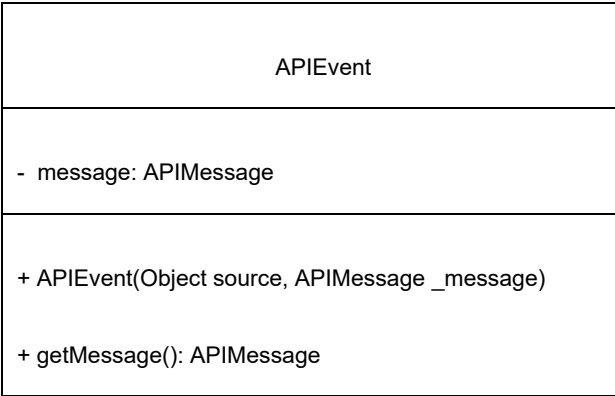 APIEvent
- message: APIMessage
+ APIEvent(Object source, APIMessage _message)
+ getMessage(): APIMessage